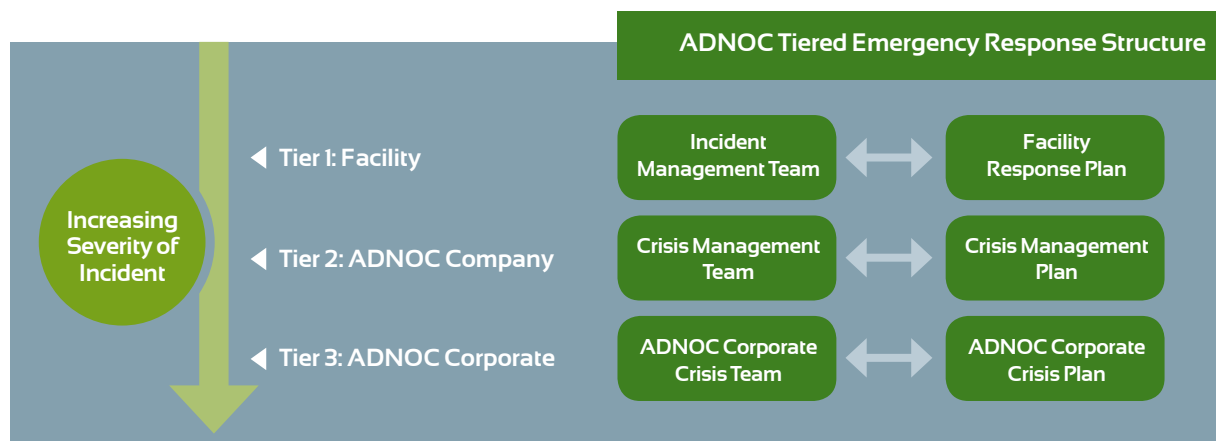 ADNOC Tiered Emergency Response Structure
Increasing
Severity of
Incident
Tier 1: Facility
Incident
Management Team
Facility
Response Plan
Tier 2: ADNOC Company
Crisis Management
Team
Crisis Management
Plan
Tier 3: ADNOC Corporate
ADNOC Corporate
Crisis Team
ADNOC Corporate
Crisis Plan